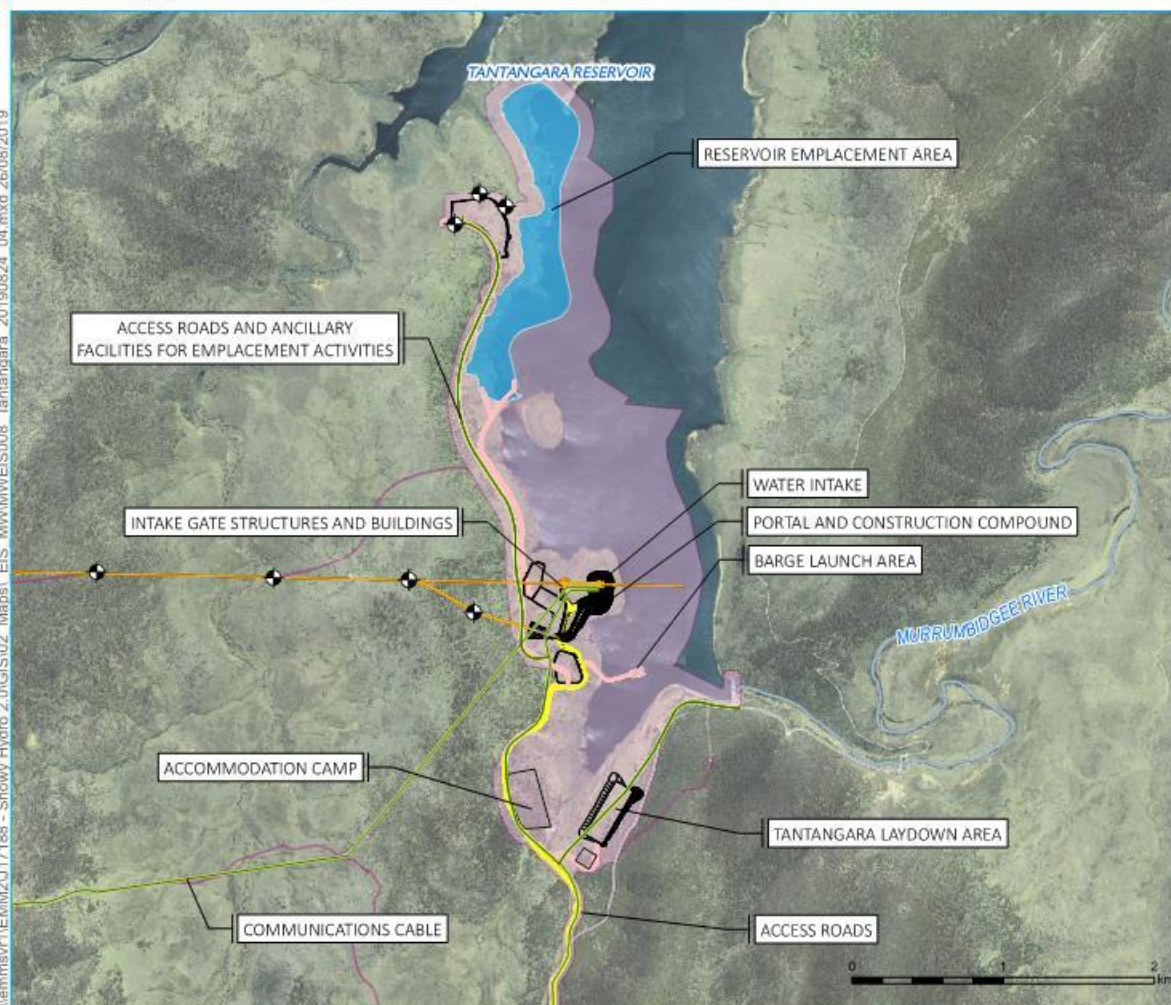 TANTANGARA RESERVOIR
RESERVOIR EMPLACEMENT AREA
ACCESS ROADS AND ANCILLARY
FACILITIES FOR EMPLACEMENT ACTIVITIES
WATER INTAKE
INTAKE GATE STRUCTURES AND BUILDINGS
PORTAL AND CONSTRUCTION COMPOUND
BARGE LAUNCH AREA
MURRUMBIDGEE RIVER
ACCOMMODATION CAMP
TANTANGARA LAYDOWN AREA
COMMUNICATIONS CABLE
ACCESS ROADS
0 1 2
km